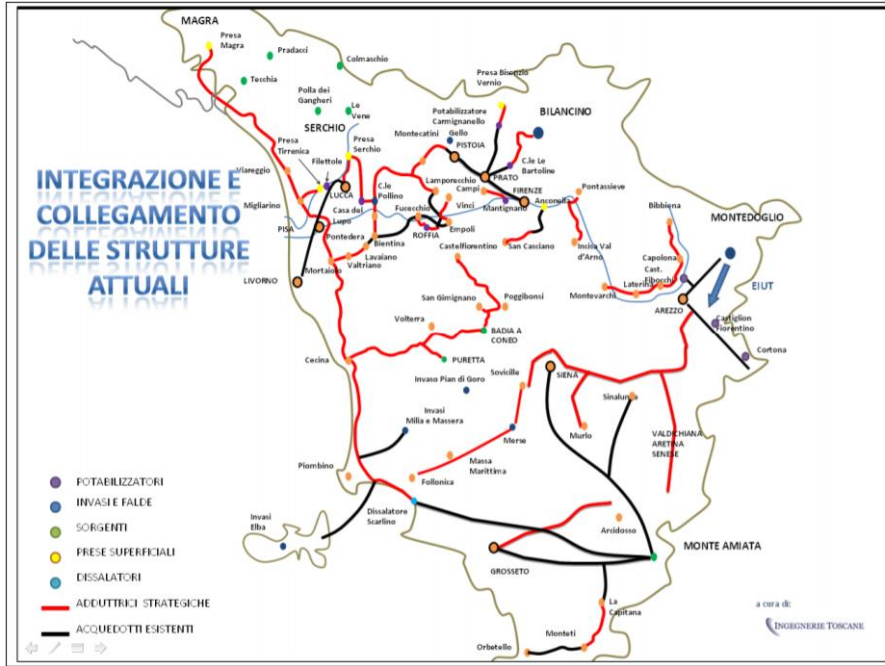 MAGRA
Presa
Magra
Pradacci
Colmaschio
Tecchia
Polla dei
Gangheri
Le
Vene
SERCHIO
Presa
Tirrenica
Presa
Serchio
Filettole
Montecatini
Presa Bisenzio
Vernio
Potabilizzatore
Carmignanello
Gello
PISTOIA
BILANCINO
PRATO
C.le Le
Bartoline
INTEGRAZIONE E
COLLEGAMENTO
DELLE STRUTTURE
ATTUALI
Viareggio
Migliarino
LUCCA
C.le
Pollino
Casa del
Lupo
Lamporecchio
Campi
Vinci
FIRENZE
Anconella
Mantignano
Pontassieve
Bibbiena
MONTEDOGLIO
PISA
Pontedera
Fucecchio
ROFFIA
Empoli
Bientina
Lavaiano
Valtriano
Mortaiolo
LIVORNO
Castelfiorentino
San Casciano
Incisa Val
d'Arno
Capolona
Cast.
Fibocchi
Laterina
Montevarchi
EIUT
AREZZO
Castiglion
Fiorentino
Cortona
San Gimignano
Poggibonsi
Volterra
BADIA A
CONEO
Cecina
PURETTA
Invaso Pian di Goro
Sovicille
SIENA
Sinalunga
Invasi
Milia e Massera
Merse
Murlo
VALDICHIANA
ARETINA
SENESE
Massa
Marittima
Piombino
Follonica
Invasi
Elba
Dissalatore
Scarlino
Arcidosso
MONTE AMIATA
GROSSETO
La
Capitana
Orbetello
Monteti
POTABILIZZATORI
INVASI E FALDE
SORGENTI
PRESE SUPERFICIALI
DISSALATORI
ADDUTTRICI STRATEGICHE
ACQUEDOTTI ESISTENTI
a cura di:
INGEGNERIE TOSCANE